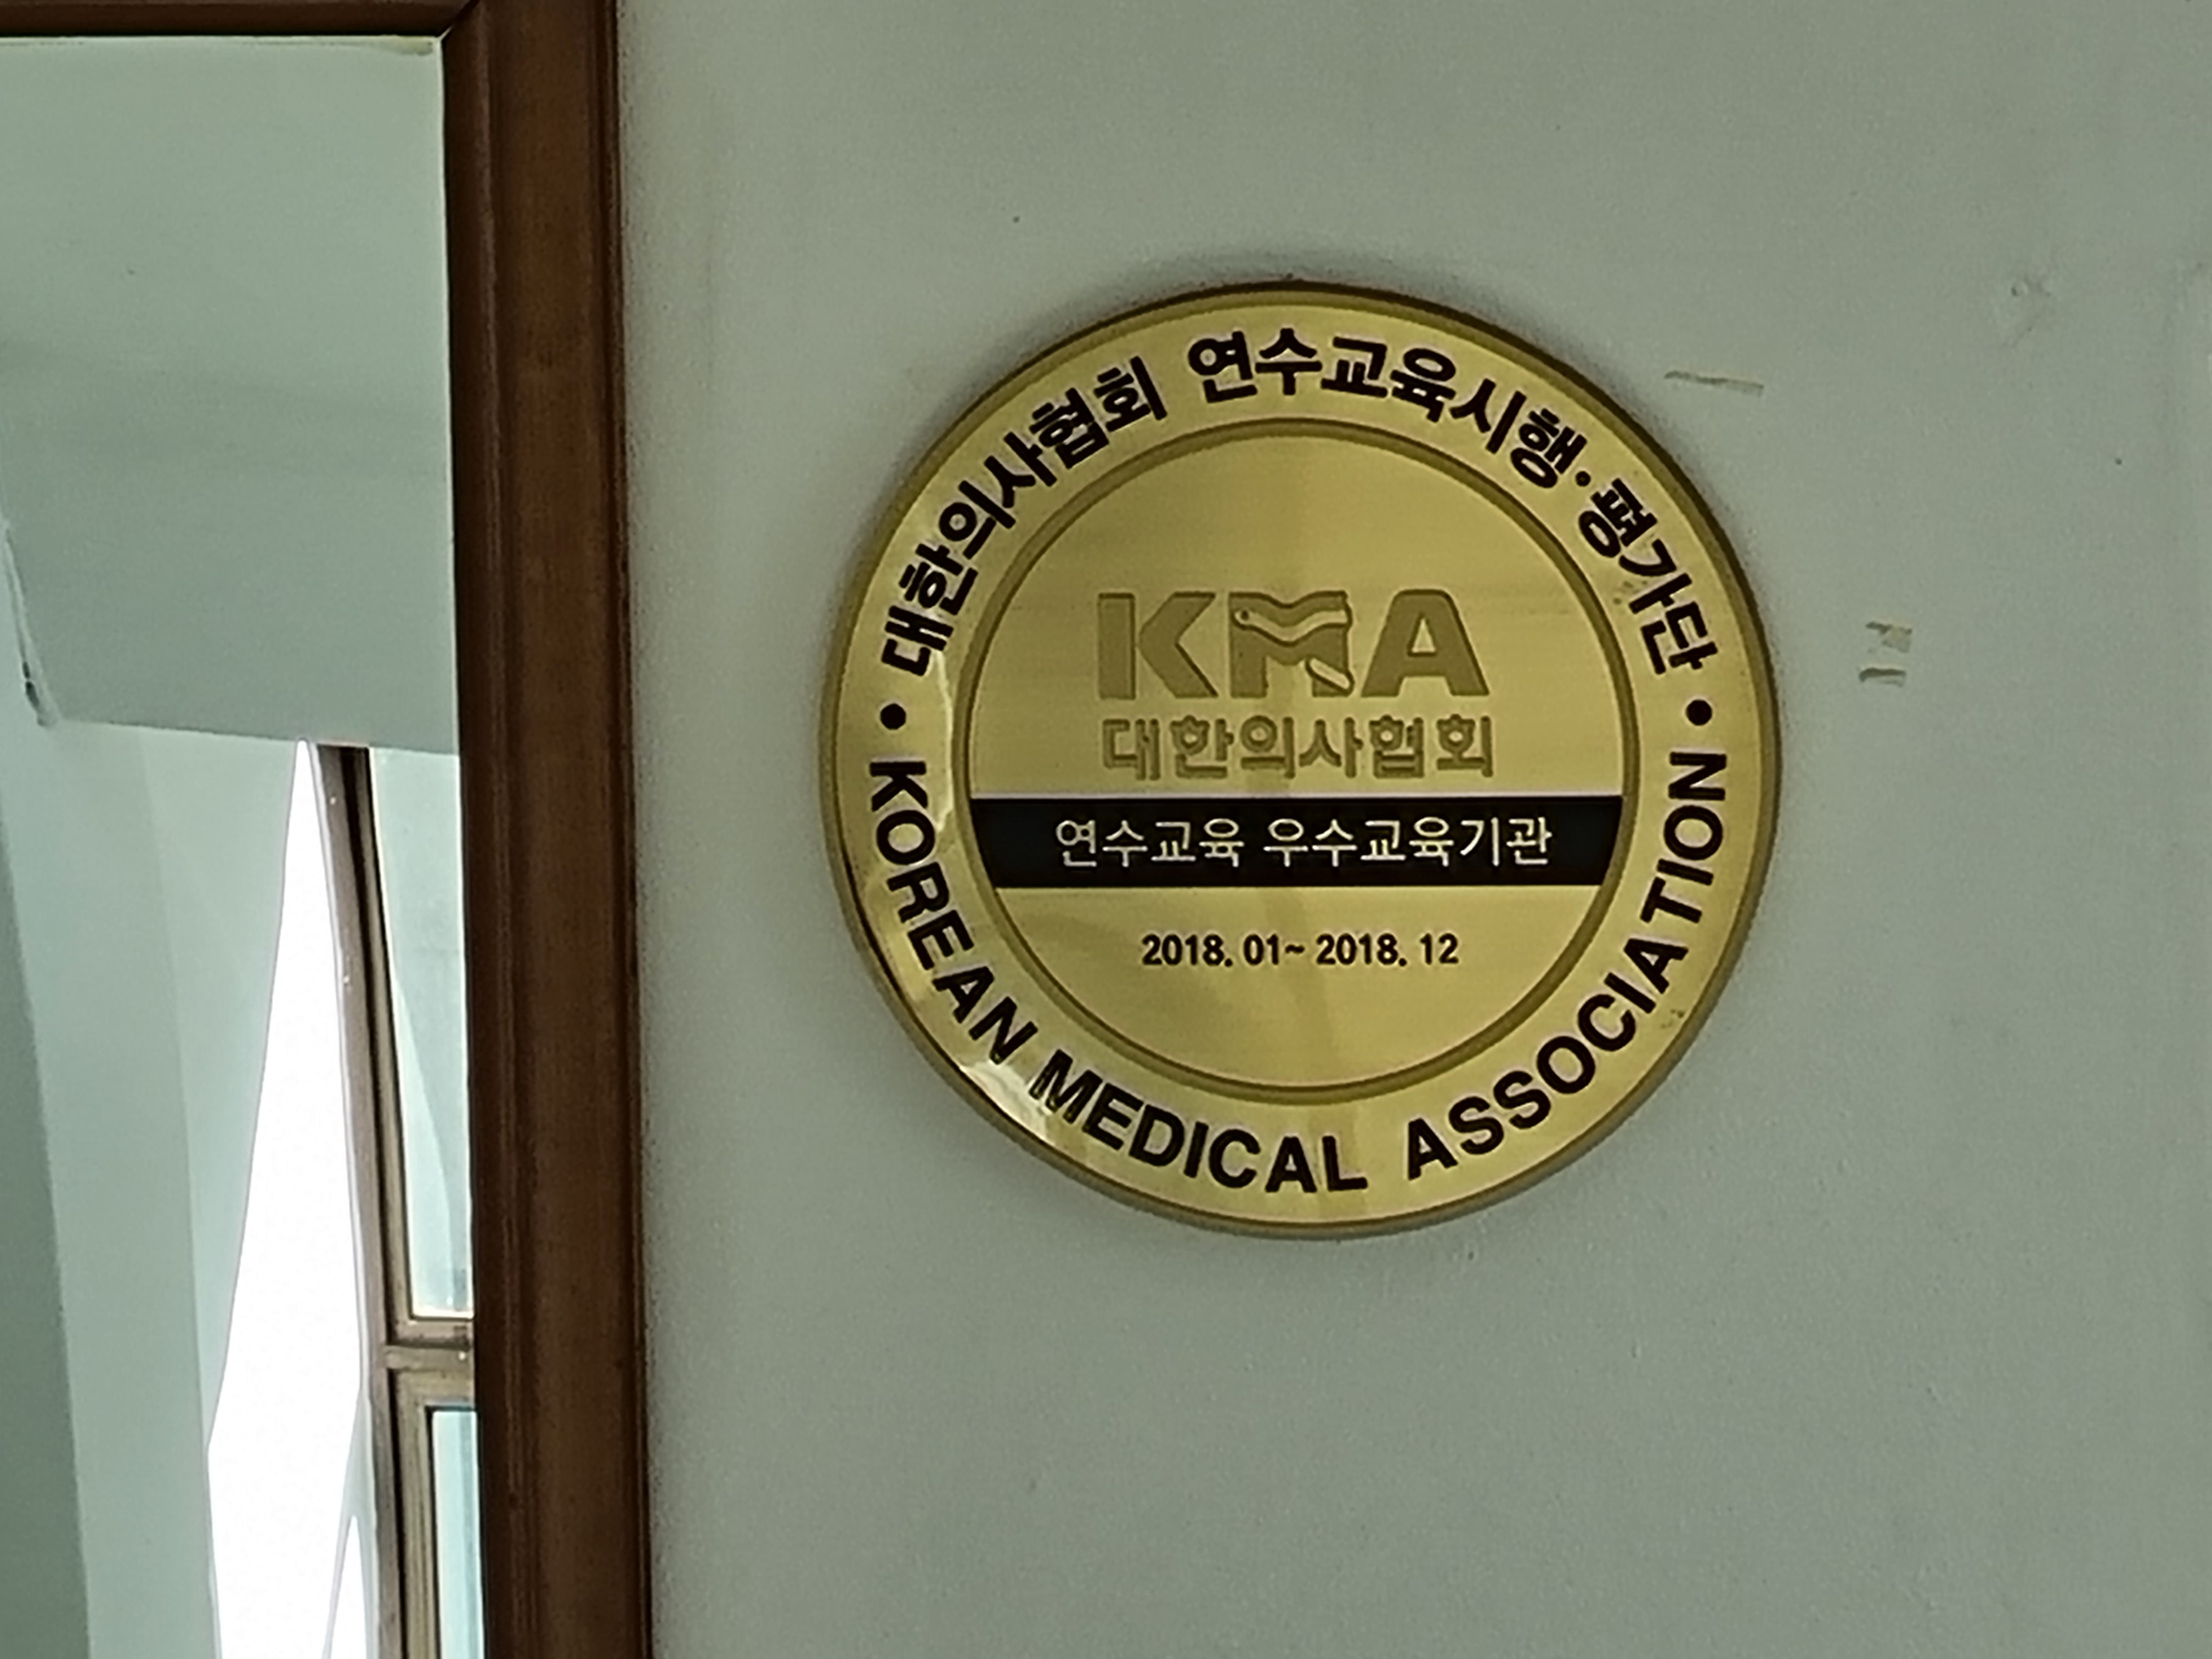 대한의사협회 연수교육시행·평가단
KMA
대한의사협회
연수교육 우수교육기관
2018. 01~ 2018. 12
• KOREAN MEDICAL ASSOCIATION •